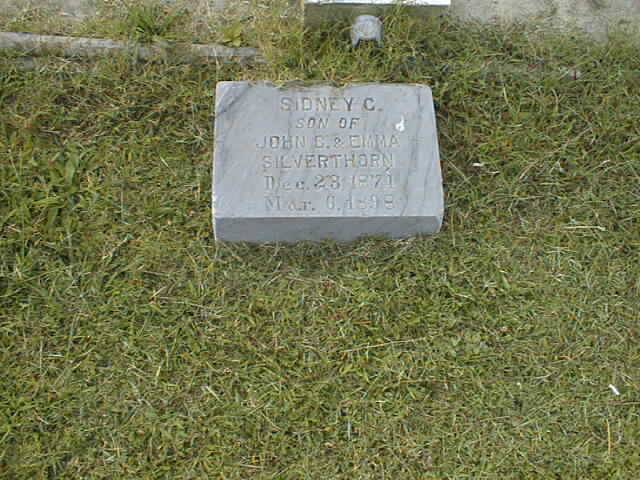 SIDNEY C.
SON OF
JOHN C. & EMMA
SILVERTHORN
Dec. 23, 1871
Mar. 6, 1898